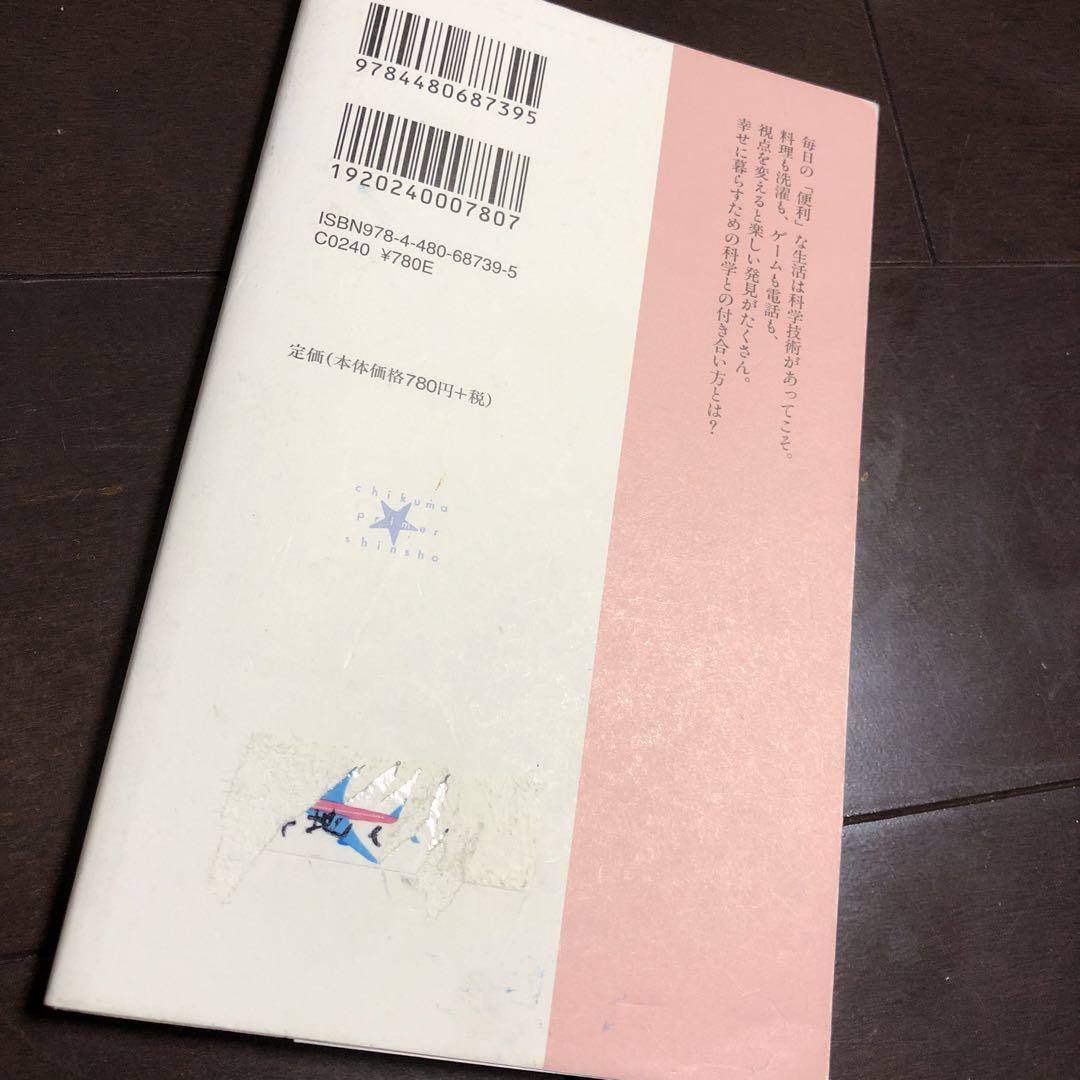 9784480687395
1920240007807
ISBN978-4-480-68739-5
C0240 ¥780E
定価(本体価格780円+税)
chikuma
primer
shinsho
毎日の「便利」な生活は科学技術があってこそ。
料理も洗濯も、ゲームも電話も、
視点を変えると楽しい発見がたくさん。
幸せに暮らすための科学との付き合い方とは?